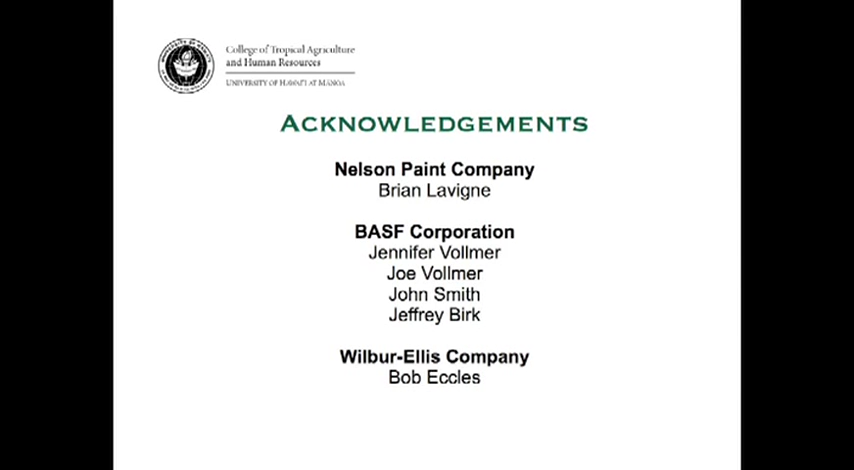 College of Tropical Agriculture
and Human Resources
UNIVERSITY OF HAWAI‘I AT MĀNOA
ACKNOWLEDGEMENTS
Nelson Paint Company
Brian Lavigne
BASF Corporation
Jennifer Vollmer
Joe Vollmer
John Smith
Jeffrey Birk
Wilbur-Ellis Company
Bob Eccles